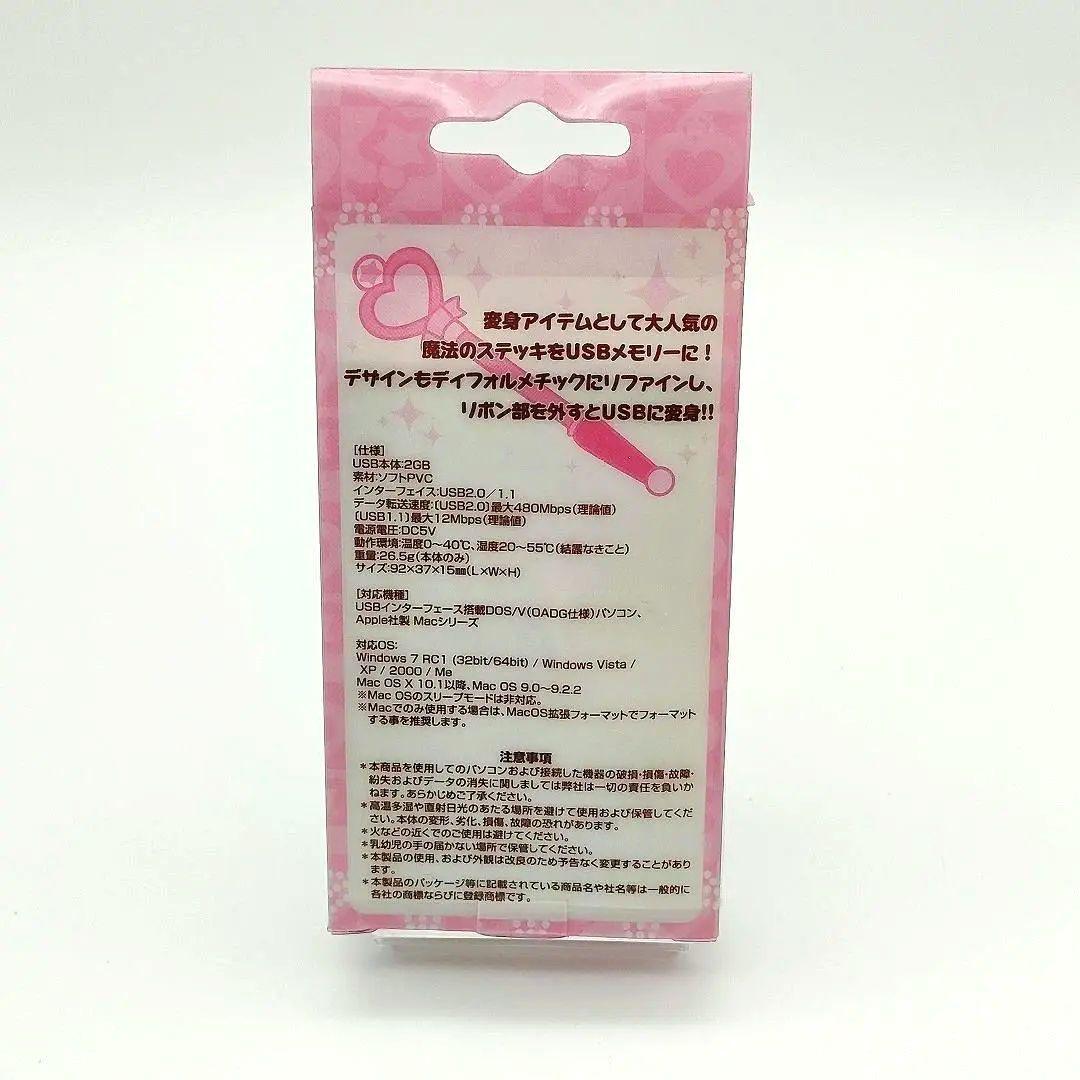 変身アイテムとして大人気の
魔法のステッキをUSBメモリーに！
デザインもディフォルメチックにリファインし、
リボン部を外すとUSBに変身!!
[仕様]
USB本体:2GB
素材:ソフトPVC
インターフェイス:USB2.0／1.1
データ転送速度:〔USB2.0〕最大480Mbps(理論値)
〔USB1.1〕最大12Mbps(理論値)
電源電圧:DC5V
動作環境:温度0～40℃、湿度20～55℃(結露なきこと)
重量:26.5g(本体のみ)
サイズ:92×37×15㎜(L×W×H)
[対応機種]
USBインターフェース搭載DOS/V(OADG仕様)パソコン、
Apple社製 Macシリーズ
対応OS:
Windows 7 RC1 (32bit/64bit) / Windows Vista /
XP / 2000 / Me
Mac OS X 10.1以降、Mac OS 9.0～9.2.2
※Mac OSのスリープモードは非対応。
※Macでのみ使用する場合は、MacOS拡張フォーマットでフォーマット
する事を推奨します。
注意事項
＊本商品を使用してのパソコンおよび接続した機器の破損・損傷・故障・
紛失およびデータの消失に関しましては弊社は一切の責任を負いか
ねます。あらかじめご了承ください。
＊高温多湿や直射日光のあたる場所を避けて使用および保管してくだ
さい。本体の変形、劣化、損傷、故障の恐れがあります。
＊火などの近くでのご使用は避けてください。
＊乳幼児の手の届かない場所で保管してください。
＊本製品の使用、および外観は改良のため予告なく変更することがあり
ます。
＊本製品のパッケージ等に記載されている商品名や社名等は一般的に
各社の商標ならびに登録商標です。